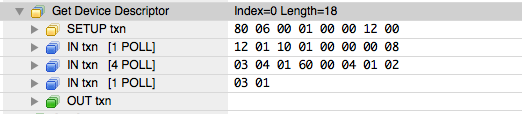 Get Device Descriptor Index=0 Length=18
SETUP txn 80 06 00 01 00 00 12 00
IN txn [1 POLL] 12 01 10 01 00 00 00 08
IN txn [4 POLL] 03 04 01 60 00 04 01 02
IN txn [1 POLL] 03 01
OUT txn